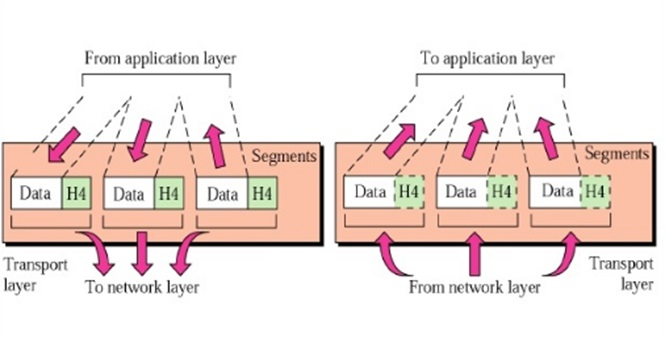 From application layer
Segments
Data H4 Data H4 Data H4
Transport
layer
To network layer
To application layer
Segments
Data H4 Data H4 Data H4
From network layer
Transport
layer